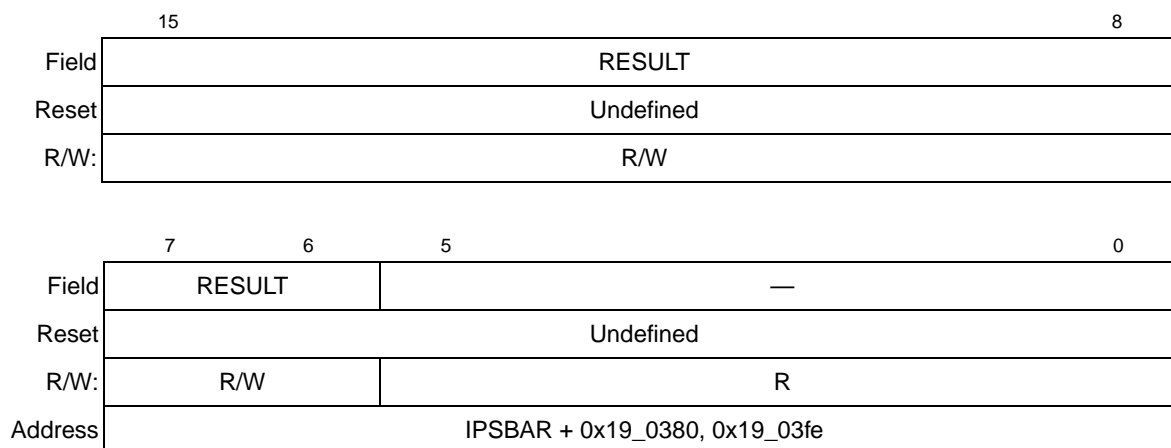 15 8
Field RESULT
Reset Undefined
R/W: R/W
7 6 5 0
Field RESULT —
Reset Undefined
R/W: R/W R
Address IPSBAR + 0x19_0380, 0x19_03fe